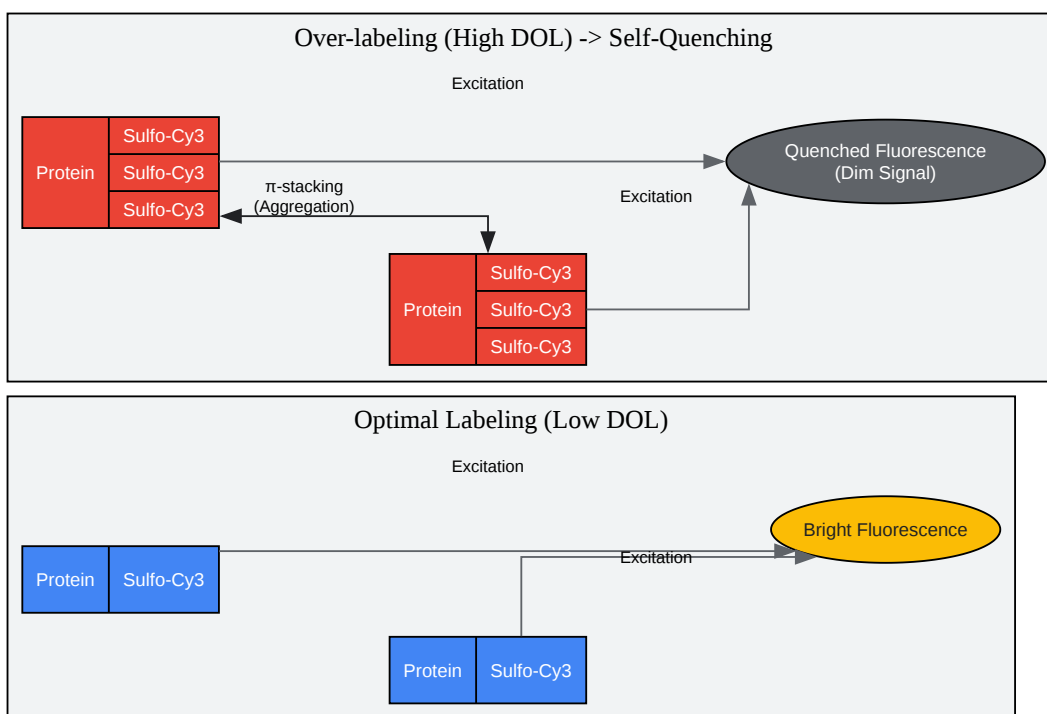 Over-labeling (High DOL) -> Self-Quenching
Excitation
Protein
Sulfo-Cy3
Sulfo-Cy3
Sulfo-Cy3
Quenched Fluorescence
(Dim Signal)
π-stacking
(Aggregation)
Excitation
Protein
Sulfo-Cy3
Sulfo-Cy3
Sulfo-Cy3
Optimal Labeling (Low DOL)
Excitation
Bright Fluorescence
Excitation
Protein
Sulfo-Cy3
Protein
Sulfo-Cy3